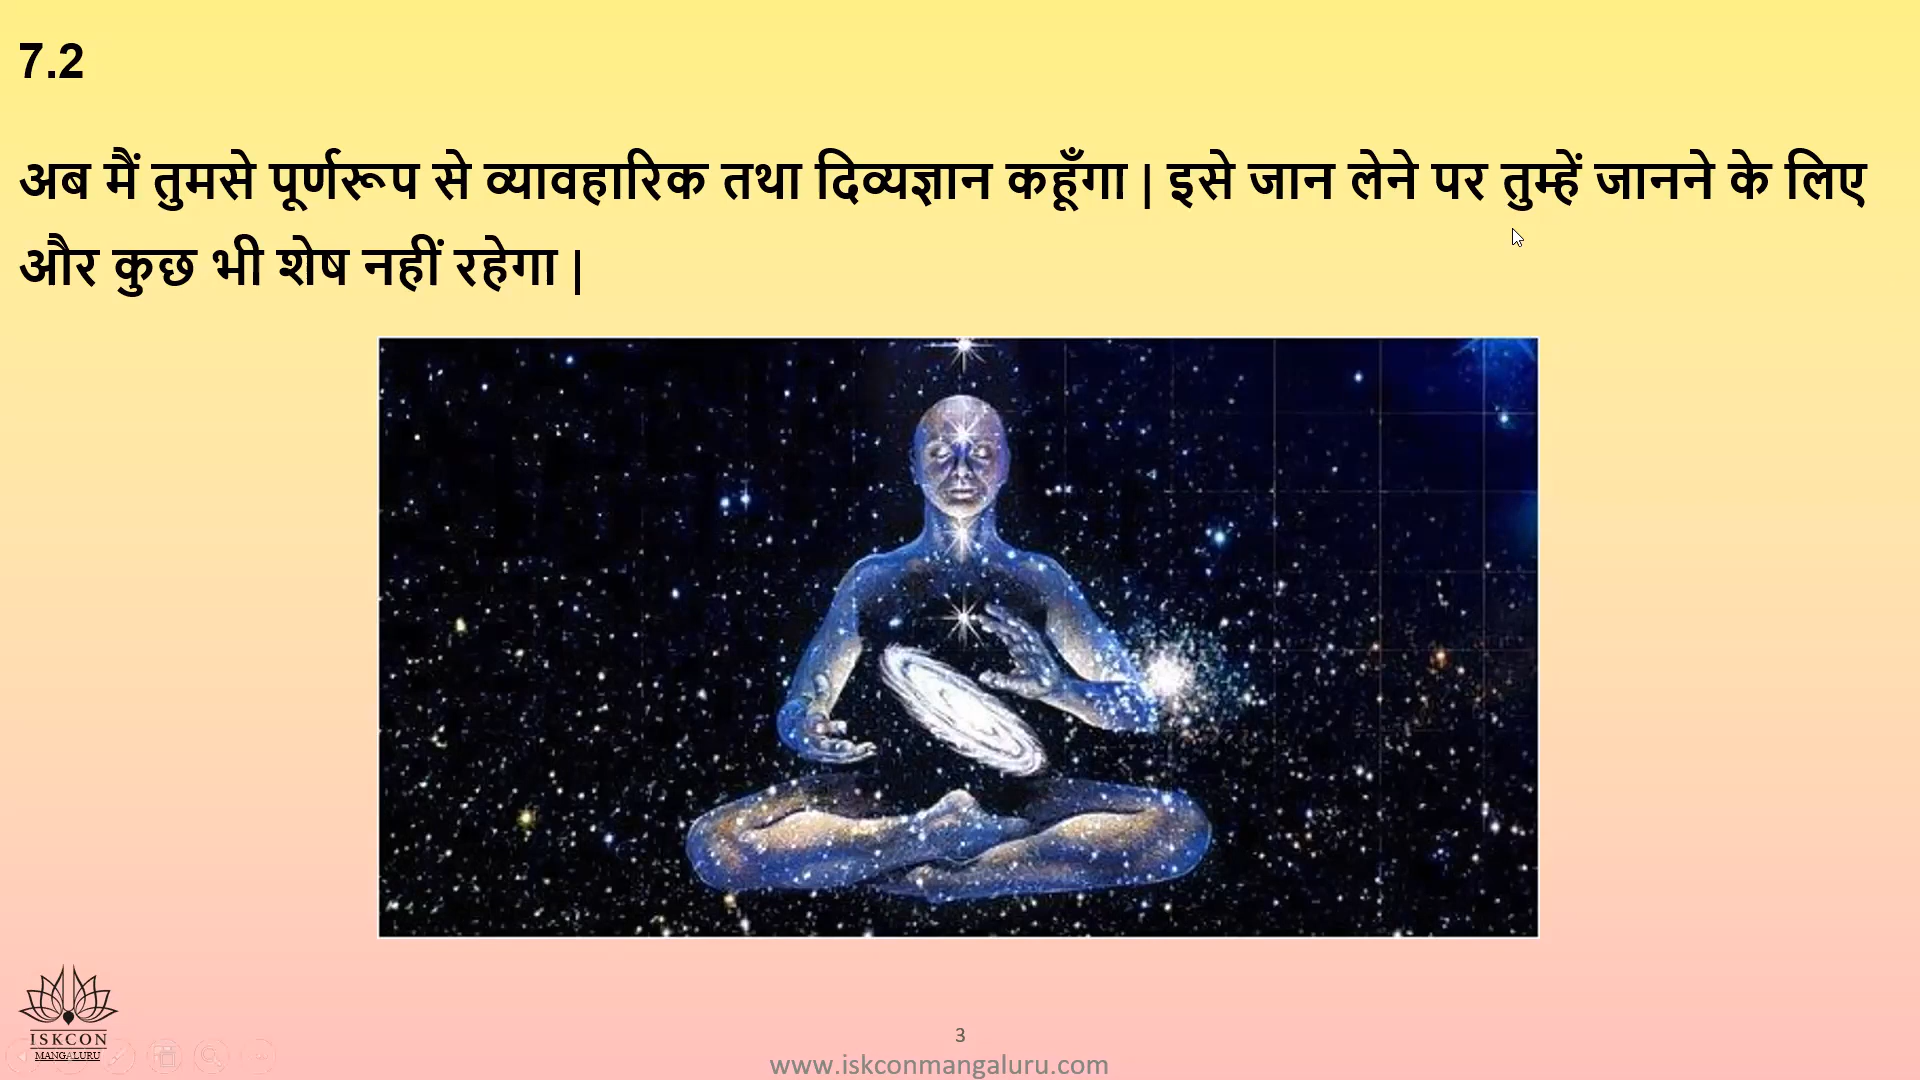 7.2
अब मैं तुमसे पूर्णरूप से व्यावहारिक तथा दिव्यज्ञान कहूँगा | इसे जान लेने पर तुम्हें जानने के लिए
और कुछ भी शेष नहीं रहेगा |
ISKCON
MANGALURU
3
www.iskconmangaluru.com